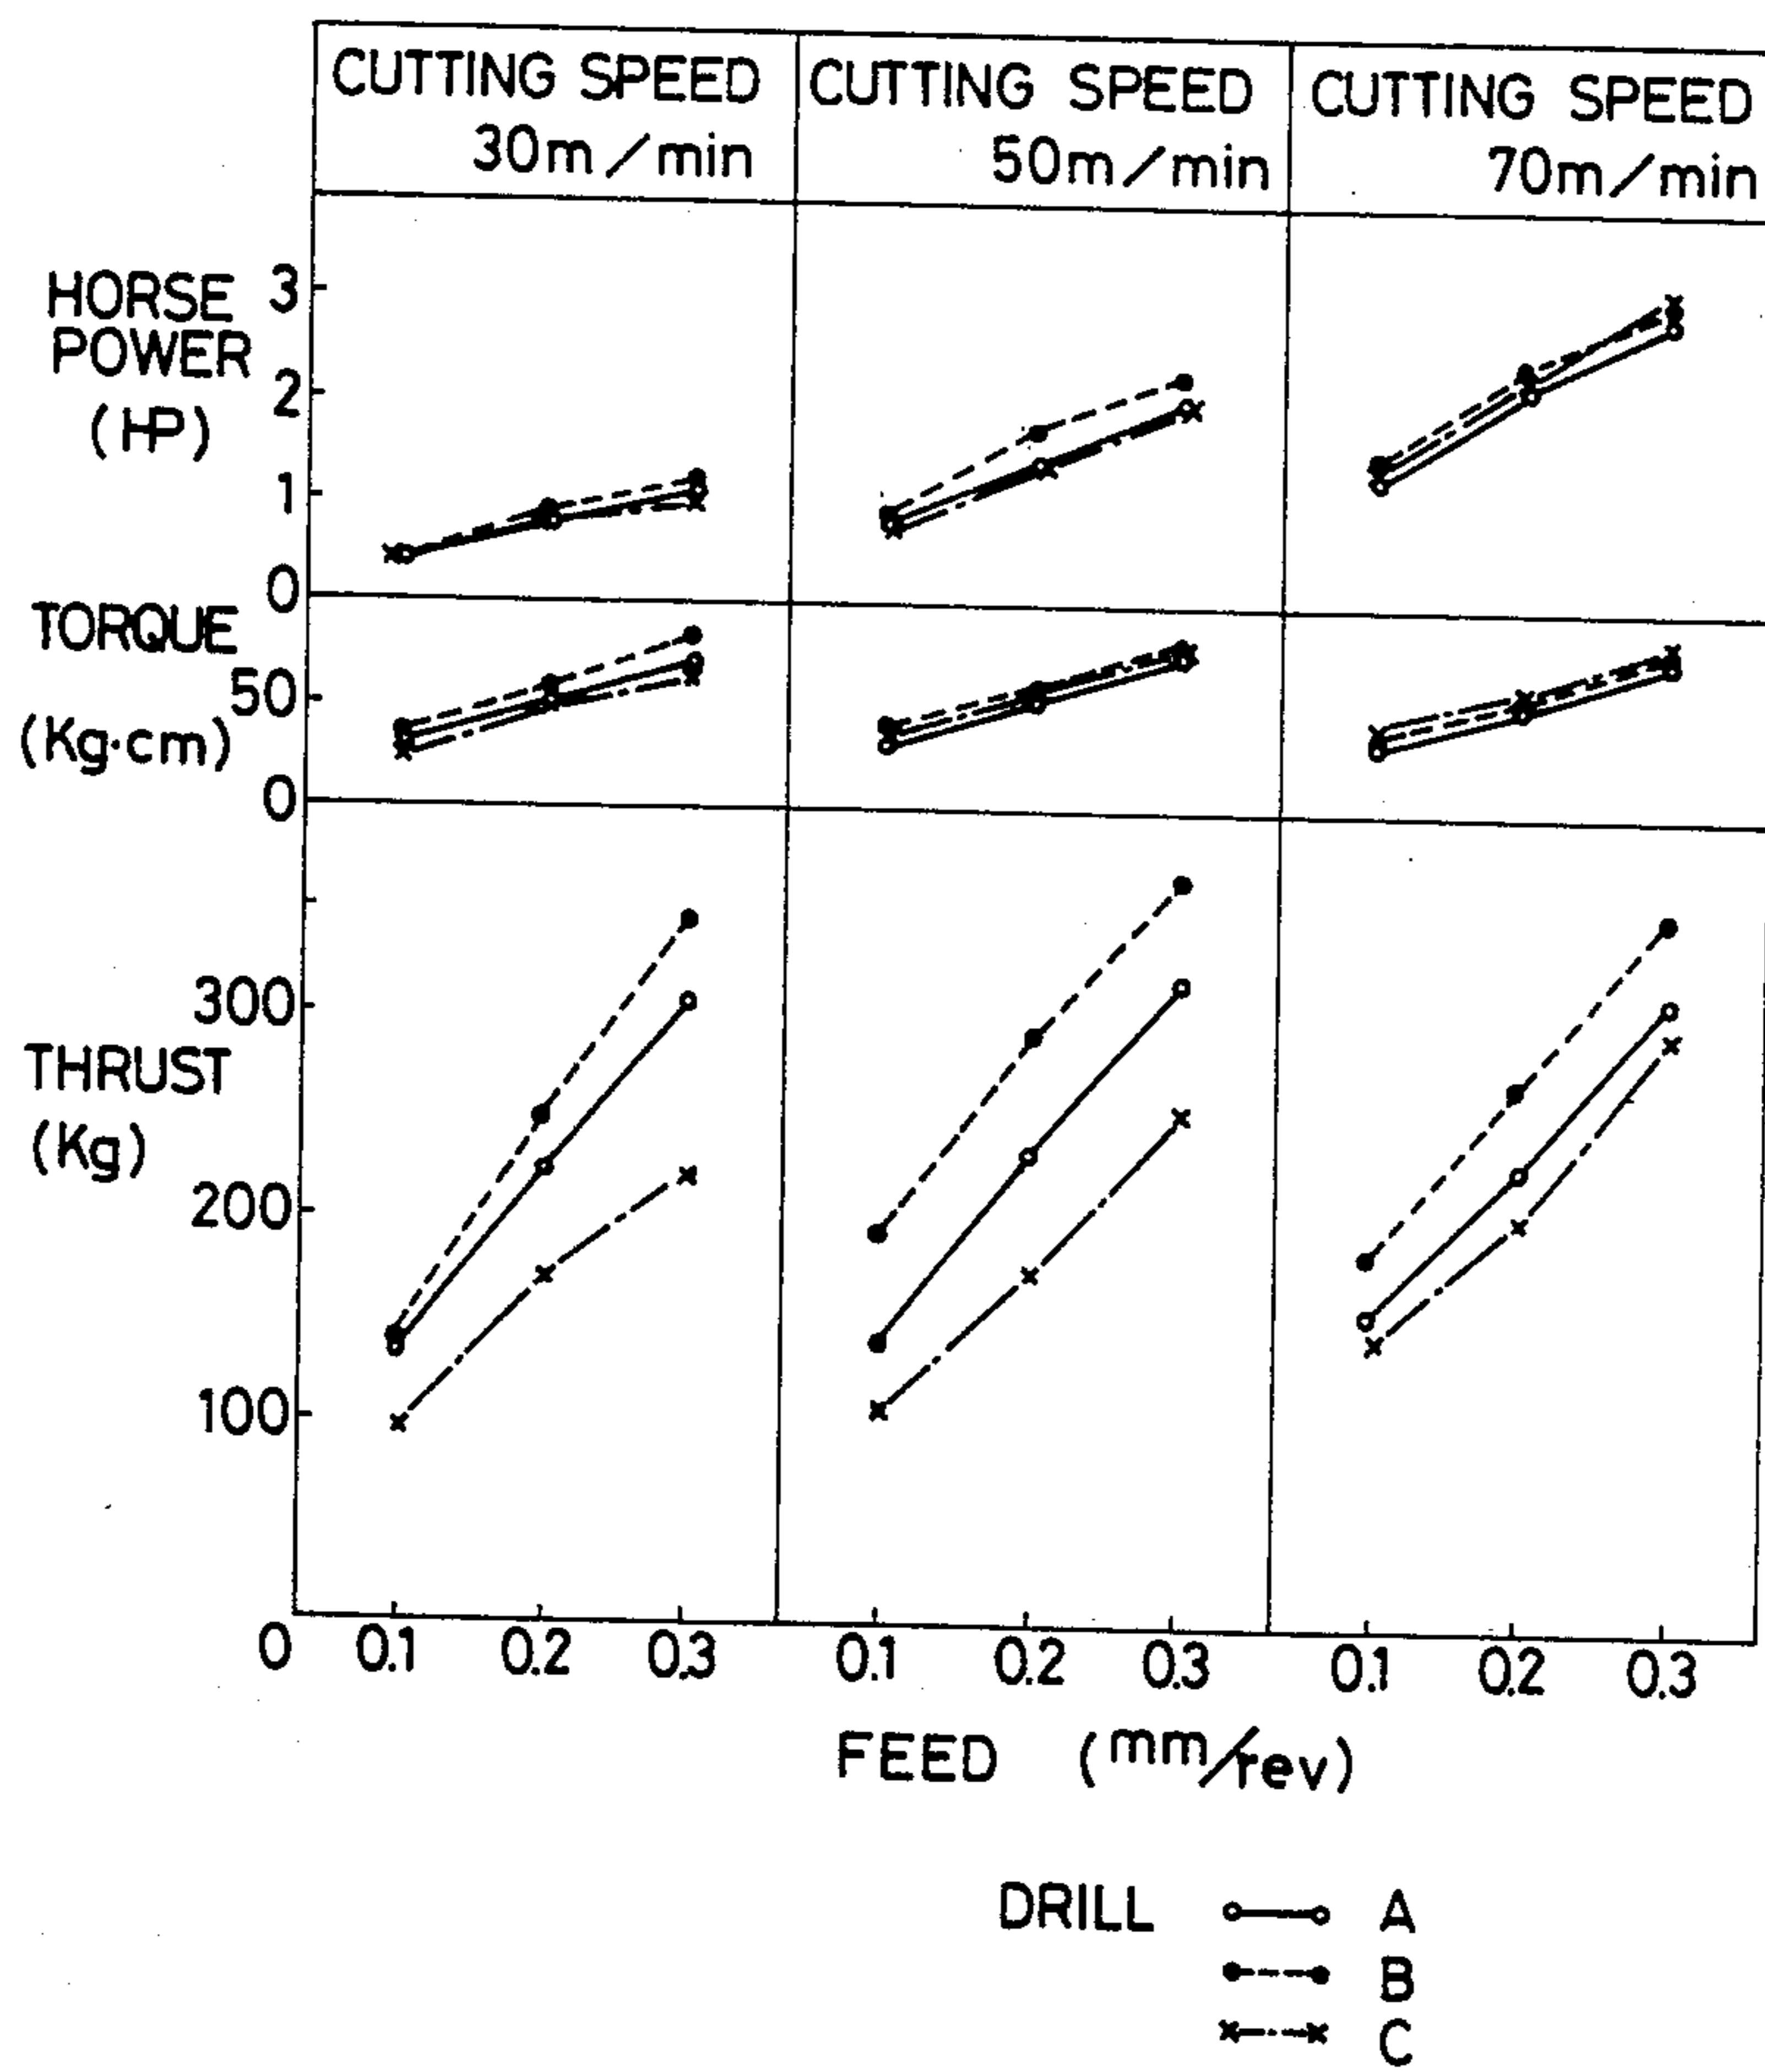 CUTTING SPEED
30m/min
CUTTING SPEED
50m/min
CUTTING SPEED
70m/min
HORSE
POWER
(HP)
3
2
1
0
TORQUE
(Kg·cm)
50
0
THRUST
(Kg)
300
200
100
0 0.1 0.2 0.3 0.1 0.2 0.3 0.1 0.2 0.3
FEED (mm/rev)
DRILL A
B
C